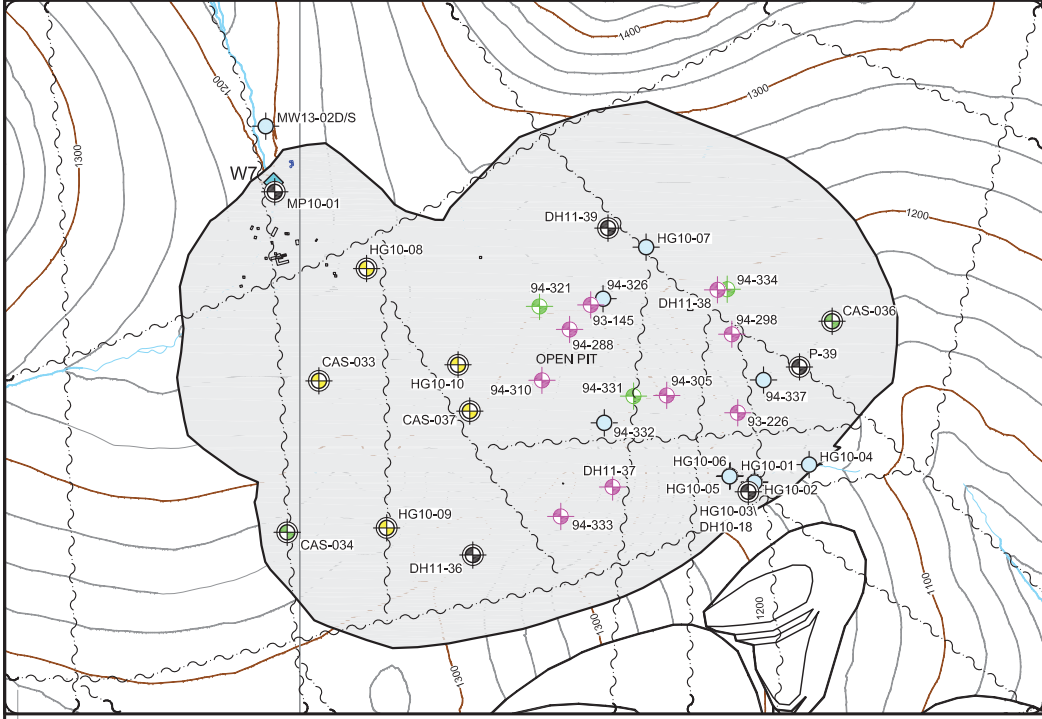 1400
1200
1300
1300
MW13-02D/S
W7
MP10-01
1200
DH11-39
HG10-07
HG10-08
94-321
94-326
94-334
DH11-38
93-145
94-288
94-298
CAS-036
OPEN PIT
P-39
CAS-033
HG10-10
94-310
94-331
94-305
94-337
CAS-037
93-226
94-332
HG10-06
HG10-01
HG10-04
DH11-37
HG10-05
HG10-02
HG10-03
DH10-18
HG10-09
94-333
CAS-034
DH11-36
1100
1200
1300
1300